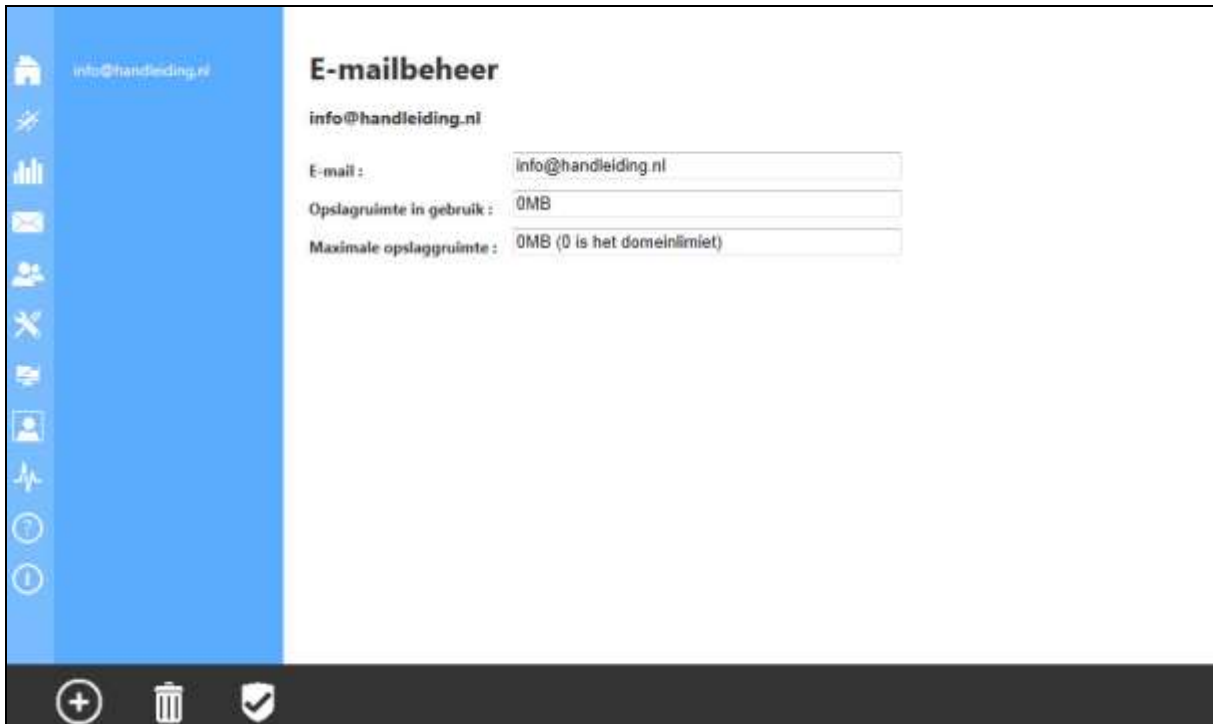 info@handleiding.nl
E-mailbeheer
info@handleiding.nl
E-mail : info@handleiding.nl
Opslagruimte in gebruik : 0MB
Maximale opslaggruimte : 0MB (0 is het domeinlimiet)